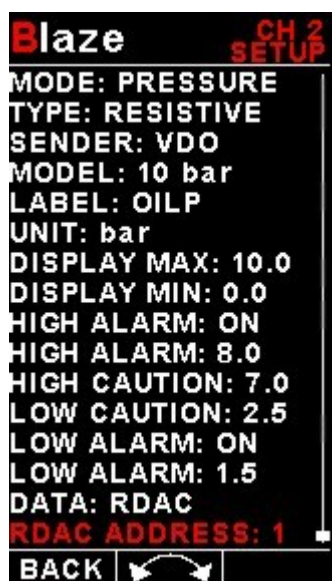 Blaze
CH 2
SETUP
MODE: PRESSURE
TYPE: RESISTIVE
SENDER: VDO
MODEL: 10 bar
LABEL: OILP
UNIT: bar
DISPLAY MAX: 10.0
DISPLAY MIN: 0.0
HIGH ALARM: ON
HIGH ALARM: 8.0
HIGH CAUTION: 7.0
LOW CAUTION: 2.5
LOW ALARM: ON
LOW ALARM: 1.5
DATA: RDAC
RDAC ADDRESS: 1
BACK